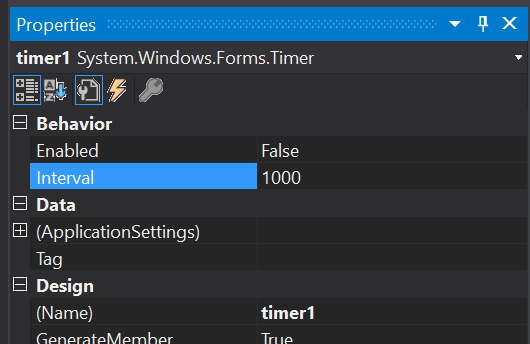 Properties
timer1 System.Windows.Forms.Timer
Behavior
Enabled False
Interval 1000
Data
(ApplicationSettings)
Tag
Design
(Name) timer1
GenerateMember True